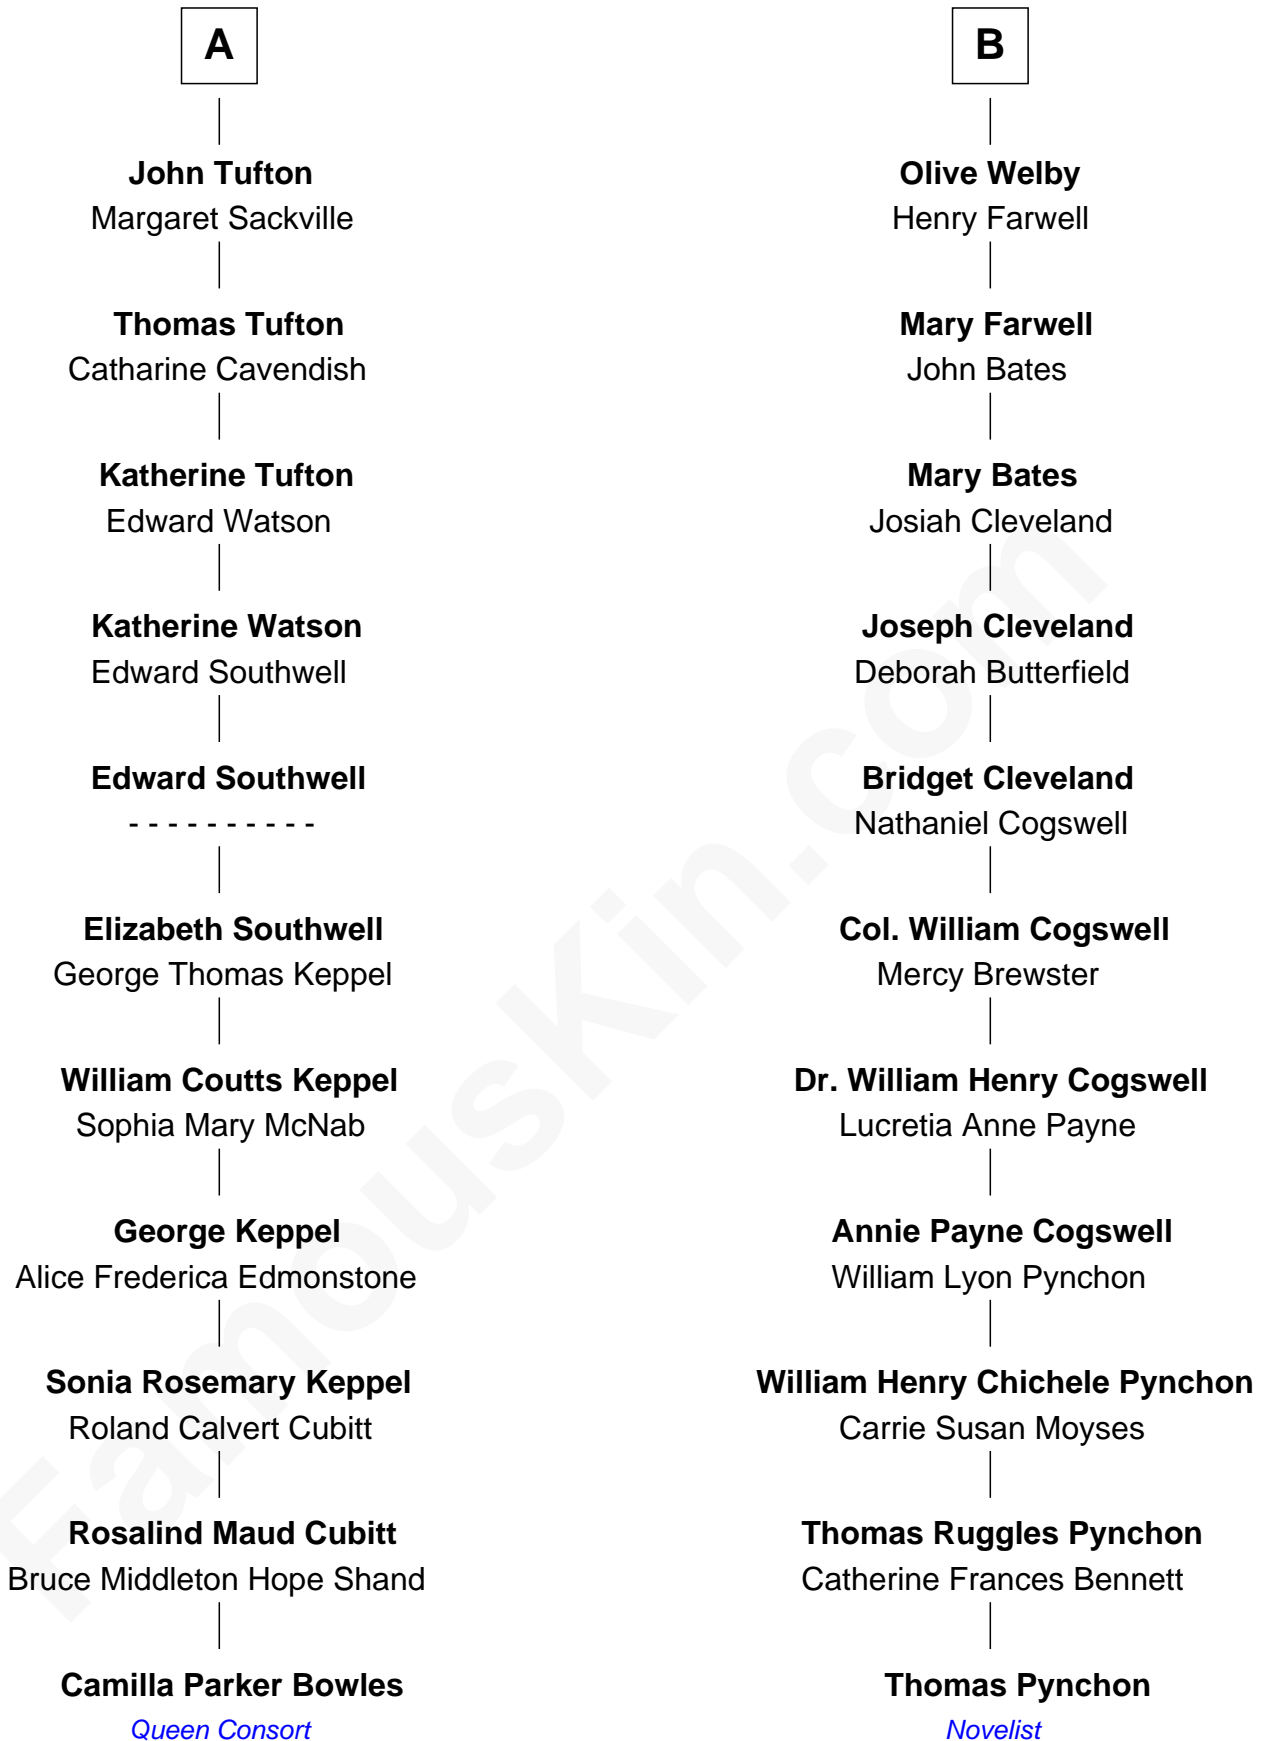 A
John Tufton
Margaret Sackville
Thomas Tufton
Catharine Cavendish
Katherine Tufton
Edward Watson
Katherine Watson
Edward Southwell
Edward Southwell
- - - - - - - - - -
Elizabeth Southwell
George Thomas Keppel
William Coutts Keppel
Sophia Mary McNab
George Keppel
Alice Frederica Edmonstone
Sonia Rosemary Keppel
Roland Calvert Cubitt
Rosalind Maud Cubitt
Bruce Middleton Hope Shand
Camilla Parker Bowles
Queen Consort
B
Olive Welby
Henry Farwell
Mary Farwell
John Bates
Mary Bates
Josiah Cleveland
Joseph Cleveland
Deborah Butterfield
Bridget Cleveland
Nathaniel Cogswell
Col. William Cogswell
Mercy Brewster
Dr. William Henry Cogswell
Lucretia Anne Payne
Annie Payne Cogswell
William Lyon Pynchon
William Henry Chichele Pynchon
Carrie Susan Moyses
Thomas Ruggles Pynchon
Catherine Frances Bennett
Thomas Pynchon
Novelist
FamousKin.com